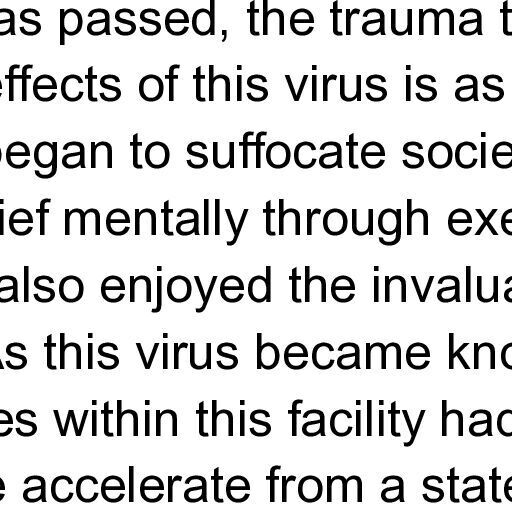 as passed, the trauma t
effects of this virus is as
began to suffocate socie
ief mentally through exe
also enjoyed the invalua
As this virus became kno
es within this facility had
e accelerate from a state